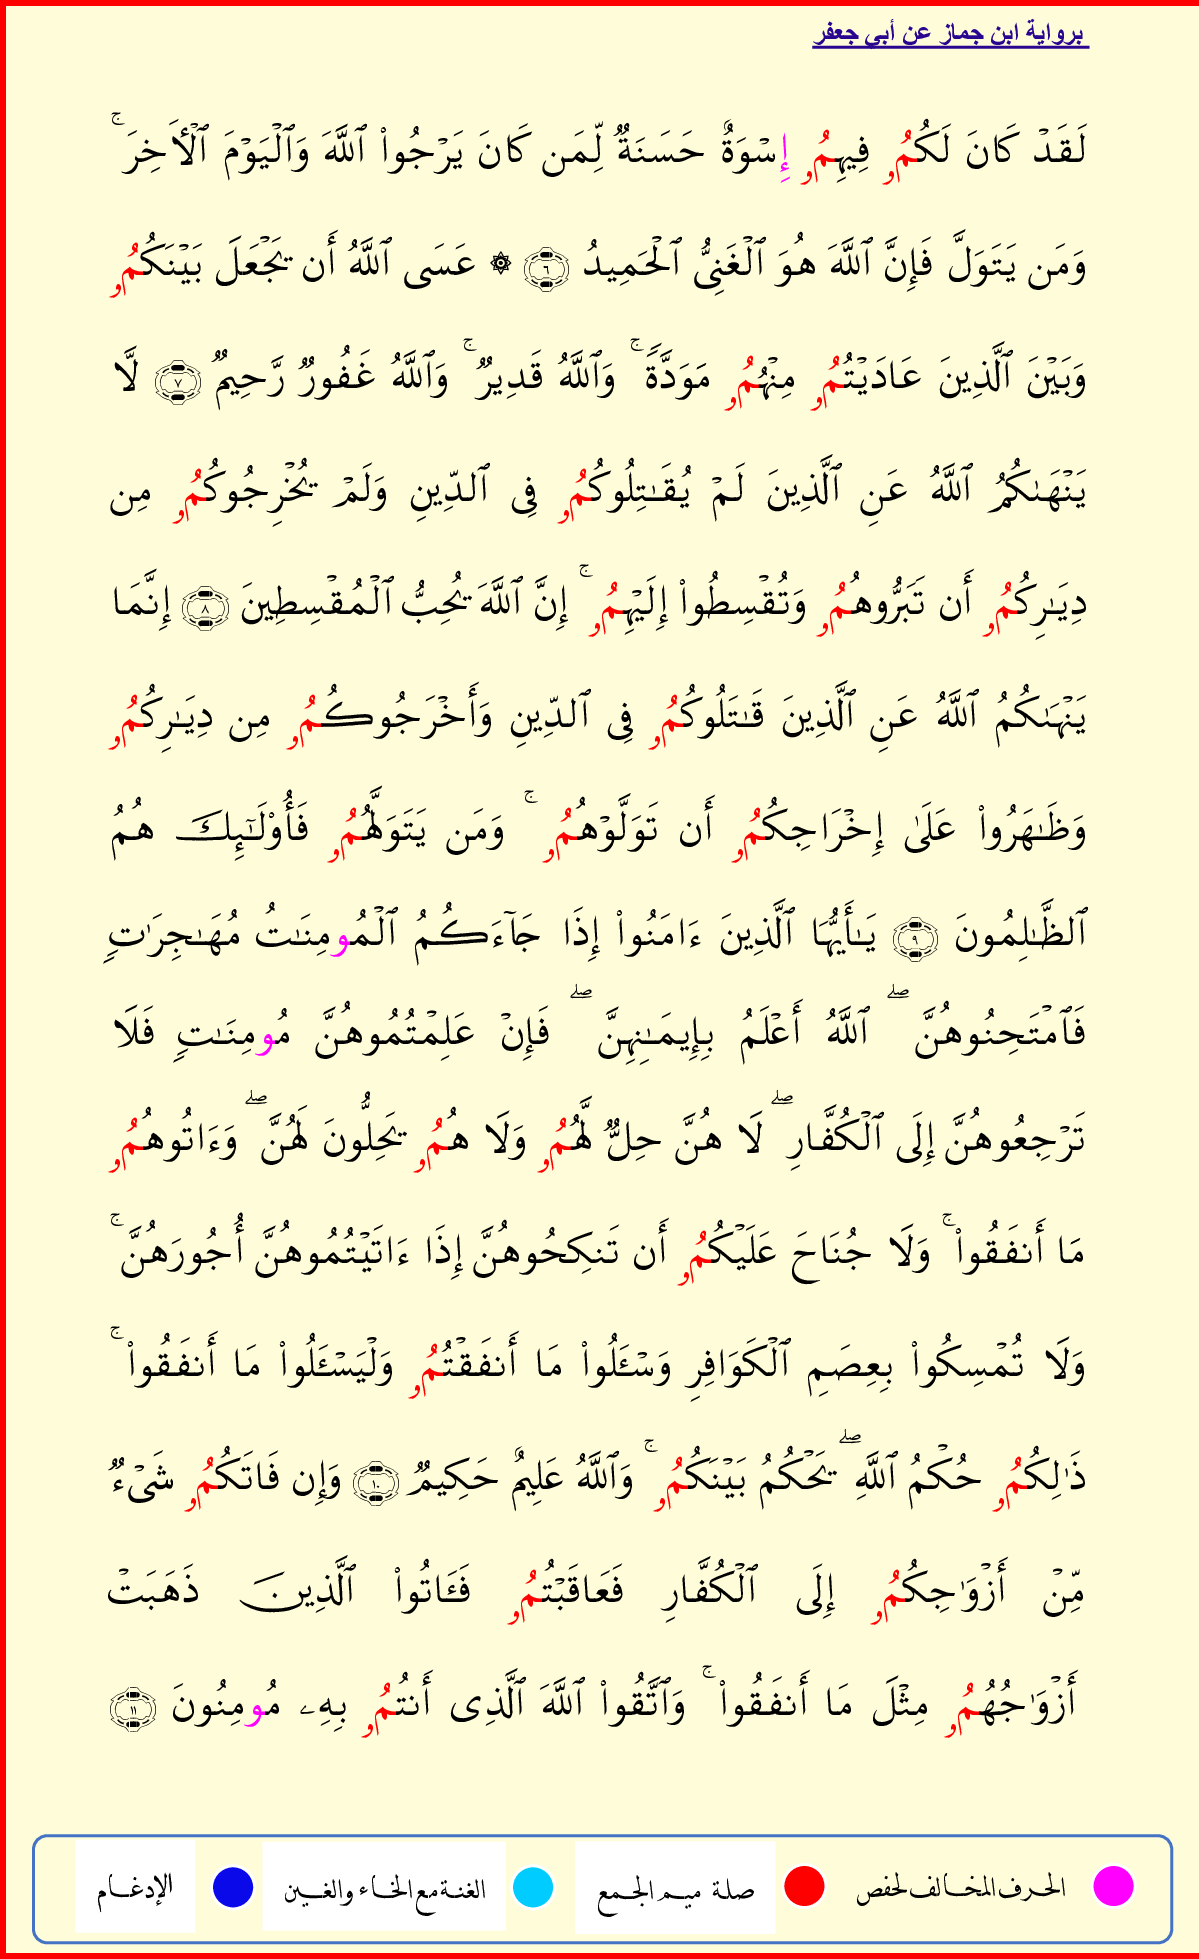 برواية ابن جماز عن أبي جعفر
لَقَدۡ كَانَ لَكُمُۥ فِيهِمُۥ إِسۡوَةٌ حَسَنَةٞ لِّمَن كَانَ يَرۡجُواْ ٱللَّهَ وَٱلۡيَوۡمَ ٱلۡأٓخِرَۚ
وَمَن يَتَوَلَّ فَإِنَّ ٱللَّهَ هُوَ ٱلۡغَنِيُّ ٱلۡحَمِيدُ ٦ ۞ عَسَى ٱللَّهُ أَن يَجۡعَلَ بَيۡنَكُمُۥ
وَبَيۡنَ ٱلَّذِينَ عَادَيۡتُمُۥ مِنۡهُمُۥ مَوَدَّةٗۚ وَٱللَّهُ قَدِيرٞۚ وَٱللَّهُ غَفُورٞ رَّحِيمٞ ٧ لَّا
يَنۡهَىٰكُمُ ٱللَّهُ عَنِ ٱلَّذِينَ لَمۡ يُقَٰتِلُوكُمُۥ فِي ٱلدِّينِ وَلَمۡ يُخۡرِجُوكُمُۥ مِن
دِيَٰرِكُمُۥ أَن تَبَرُّوهُمُۥ وَتُقۡسِطُواْ إِلَيۡهِمُۥۚ إِنَّ ٱللَّهَ يُحِبُّ ٱلۡمُقۡسِطِينَ ٨ إِنَّمَا
يَنۡهَىٰكُمُ ٱللَّهُ عَنِ ٱلَّذِينَ قَٰتَلُوكُمُۥ فِي ٱلدِّينِ وَأَخۡرَجُوكُمُۥ مِن دِيَٰرِكُمُۥ
وَظَٰهَرُواْ عَلَىٰٓ إِخۡرَاجِكُمُۥ أَن تَوَلَّوۡهُمُۥۚ وَمَن يَتَوَلَّهُمُۥ فَأُوْلَٰٓئِكَ هُمُ
ٱلظَّٰلِمُونَ ٩ يَٰأَيُّهَا ٱلَّذِينَ ءَامَنُواْ إِذَا جَآءَكُمُ ٱلۡمُومِنَٰتُ مُهَٰجِرَٰتٖ
فَٱمۡتَحِنُوهُنَّۖ ٱللَّهُ أَعۡلَمُ بِإِيمَٰنِهِنَّۖ فَإِنۡ عَلِمۡتُمُوهُنَّ مُومِنَٰتٖ فَلَا
تَرۡجِعُوهُنَّ إِلَى ٱلۡكُفَّارِۖ لَا هُنَّ حِلّٞ لَّهُمُۥ وَلَا هُمُۥ يَحِلُّونَ لَهُنَّۖ وَءَاتُوهُمُۥ
مَا أَنفَقُواْۚ وَلَا جُنَاحَ عَلَيۡكُمُۥ أَن تَنكِحُوهُنَّ إِذَا ءَاتَيۡتُمُوهُنَّ أُجُورَهُنَّۚ
وَلَا تُمۡسِكُواْ بِعِصَمِ ٱلۡكَوَافِرِ وَسۡـَٔلُواْ مَا أَنفَقۡتُمُۥ وَلۡيَسۡـَٔلُواْ مَا أَنفَقُواْۚ
ذَٰلِكُمُۥ حُكۡمُ ٱللَّهِۖ يَحۡكُمُ بَيۡنَكُمُۥۚ وَٱللَّهُ عَلِيمٌ حَكِيمٞ ١٠ وَإِن فَاتَكُمُۥ شَيۡءٞ
مِّنۡ أَزۡوَٰجِكُمُۥ إِلَى ٱلۡكُفَّارِ فَعَاقَبۡتُمُۥ فَـَٔاتُواْ ٱلَّذِينَ ذَهَبَتۡ
أَزۡوَٰجُهُمُۥ مِثۡلَ مَا أَنفَقُواْۚ وَٱتَّقُواْ ٱللَّهَ ٱلَّذِي أَنتُمُۥ بِهِۦ مُومِنُونَ ١١
الحرف المخالف لحفص صلة ميم الجمع الغنة مع الخاء والغين الإدغام